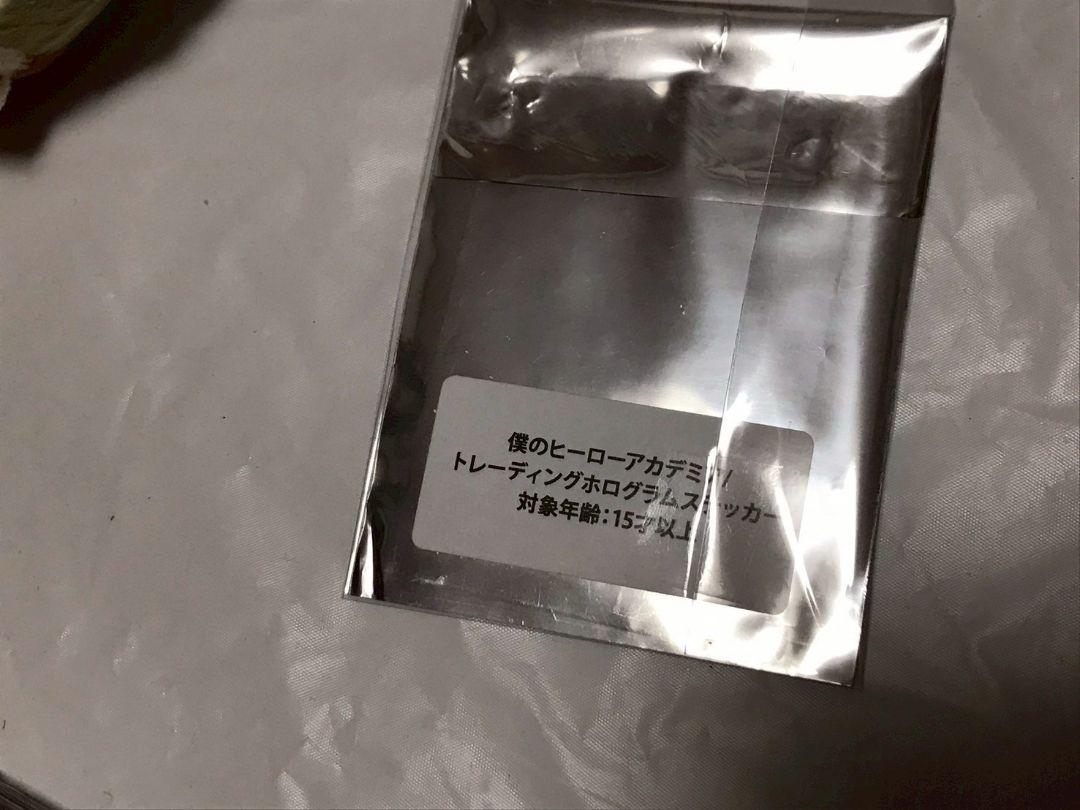 僕のヒーローアカデミア/
トレーディングホログラムステッカー
対象年齢:15才以上